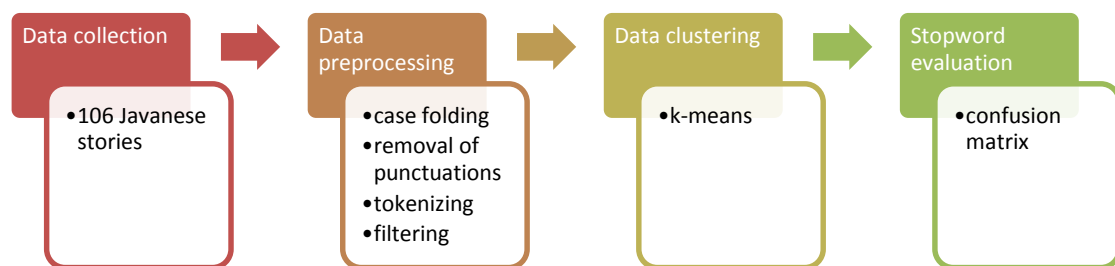 Data collection
•106 Javanese
stories
Data
preprocessing
•case folding
•removal of
punctuations
•tokenizing
•filtering
Data clustering
•k-means
Stopword
evaluation
•confusion
matrix